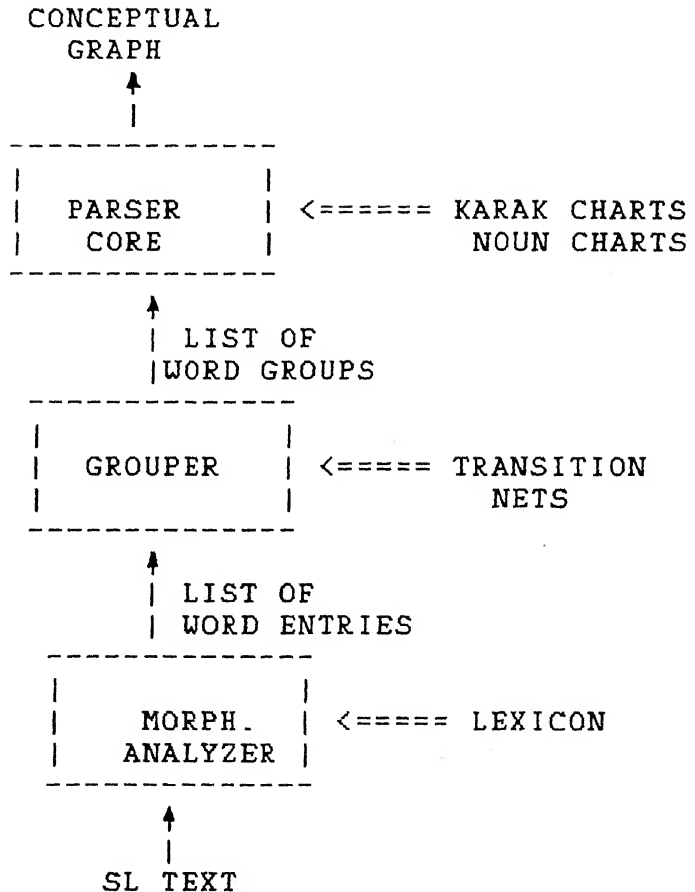 CONCEPTUAL
GRAPH
PARSER
CORE
<====== KARAK CHARTS
NOUN CHARTS
LIST OF
WORD GROUPS
GROUPER
<===== TRANSITION
NETS
LIST OF
WORD ENTRIES
MORPH.
ANALYZER
<===== LEXICON
SL TEXT